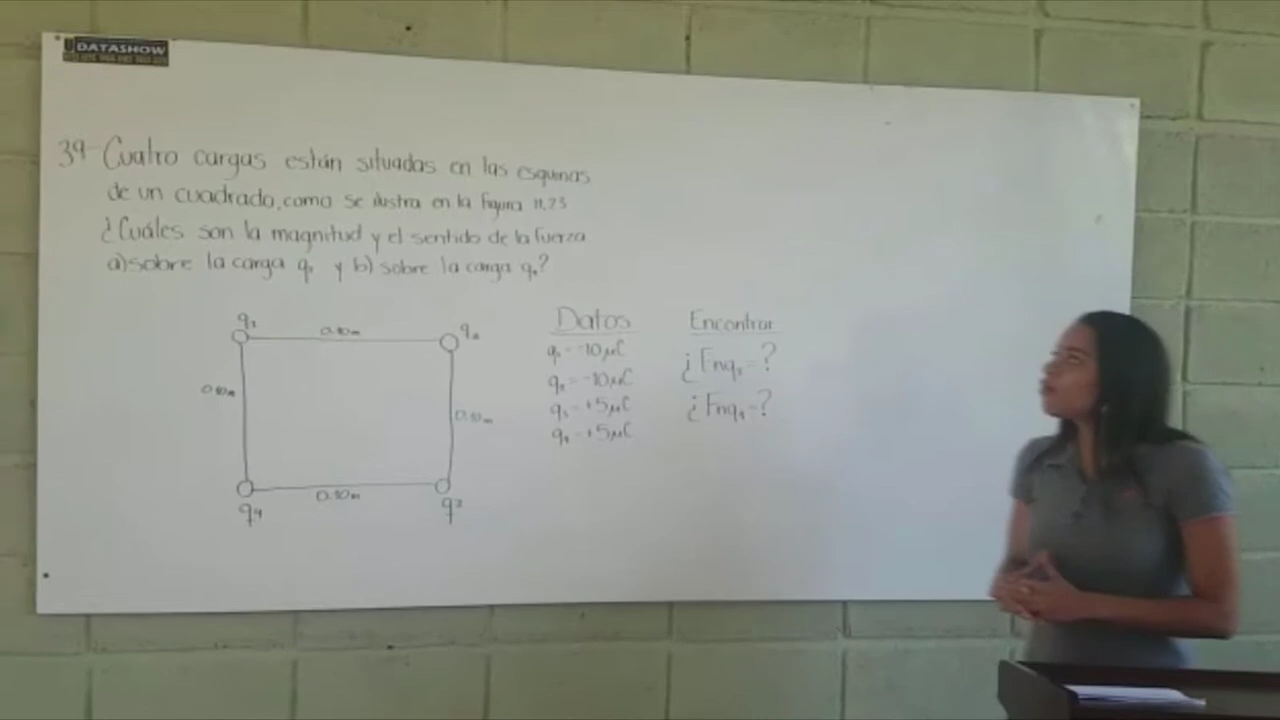 DATASHOW
39- Cuatro cargas están situadas en las esquinas
de un cuadrado, como se ilustra en la figura 11,23
¿Cuáles son la magnitud y el sentido de la fuerza
a) sobre la carga q₂ y b) sobre la carga q₄?
q₁
0.10m
q₂
0.10m
0.10m
0.10m
q₄
q₃
Datos
q₁= -10μC
q₂= -10μC
q₃= +5μC
q₄= +5μC
Encontrar
¿Fnq₂=?
¿Fnq₄=?